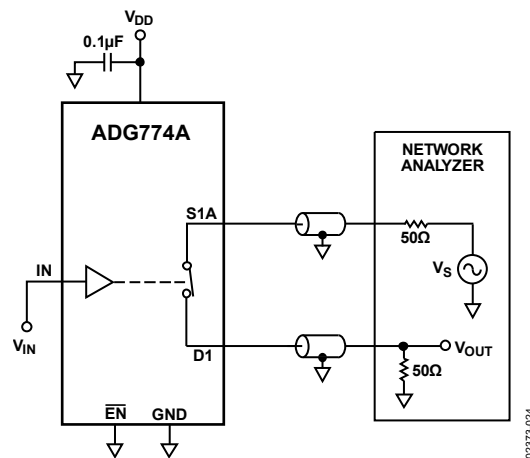 VDD
0.1µF
ADG774A
NETWORK
ANALYZER
S1A
50Ω
VS
IN
VIN
D1
VOUT
50Ω
EN
GND
02373-024